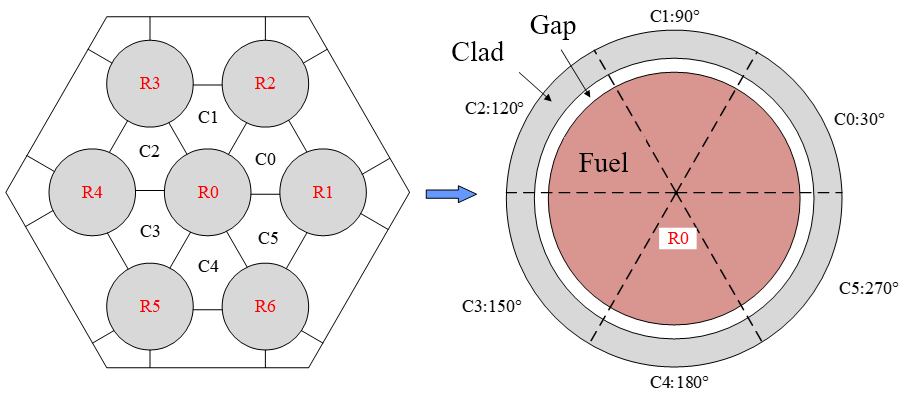 R3
R2
C1
C2
C0
R4
R0
R1
C3
C5
C4
R5
R6
C1:90°
Gap
Clad
C2:120°
C0:30°
Fuel
R0
C3:150°
C5:270°
C4:180°